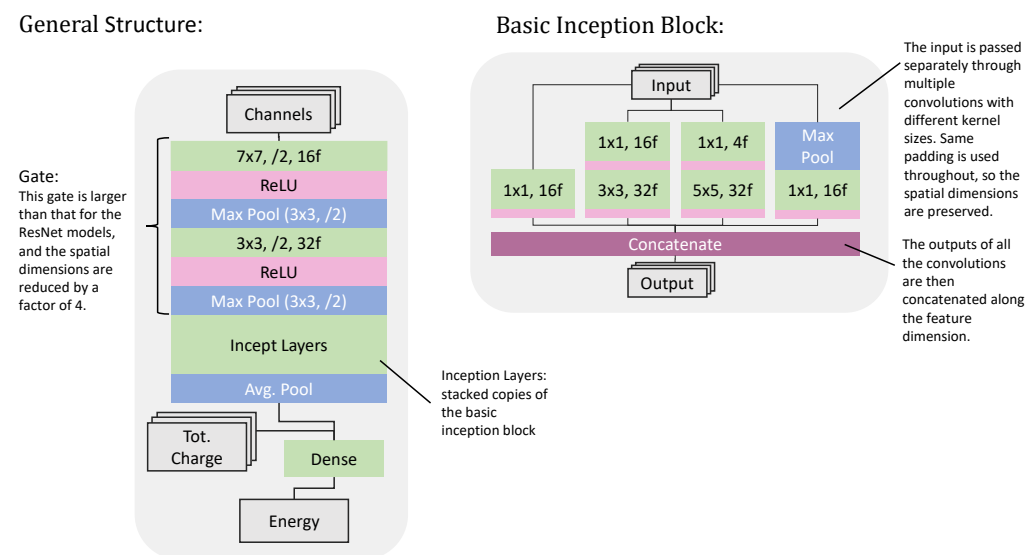 General Structure:
Channels
7x7, /2, 16f
ReLU
Max Pool (3x3, /2)
3x3, /2, 32f
ReLU
Max Pool (3x3, /2)
Incept Layers
Avg. Pool
Tot.
Charge
Dense
Energy
Gate:
This gate is larger
than that for the
ResNet models,
and the spatial
dimensions are
reduced by a
factor of 4.
Inception Layers:
stacked copies of
the basic
inception block
Basic Inception Block:
Input
1x1, 16f
1x1, 4f
Max
Pool
1x1, 16f
3x3, 32f
5x5, 32f
1x1, 16f
Concatenate
Output
The input is passed
separately through
multiple
convolutions with
different kernel
sizes. Same
padding is used
throughout, so the
spatial dimensions
are preserved.
The outputs of all
the convolutions
are then
concatenated along
the feature
dimension.